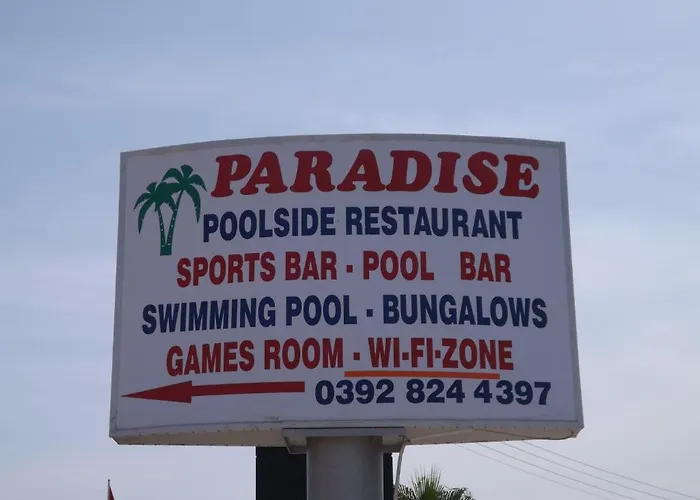 PARADISE
POOLSIDE RESTAURANT
SPORTS BAR - POOL BAR
SWIMMING POOL - BUNGALOWS
GAMES ROOM - WI-FI-ZONE
0392 824 4397